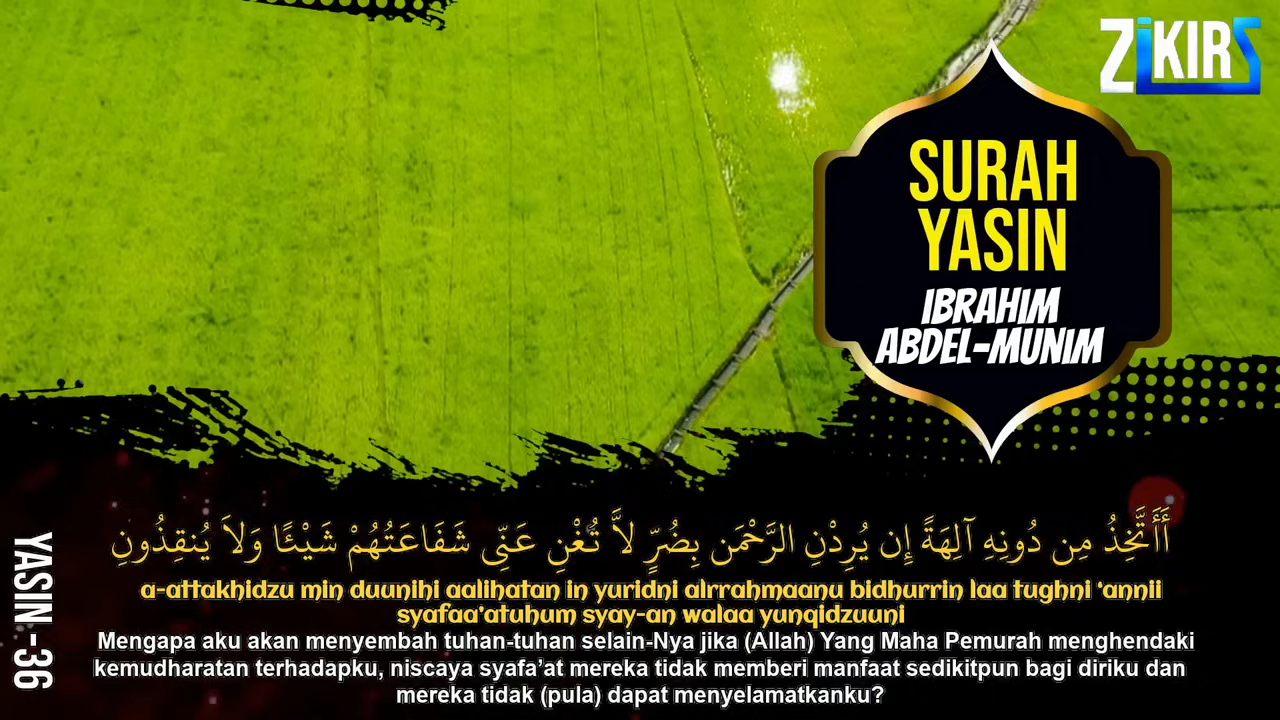 ZIKIRS
SURAH
YASIN
IBRAHIM
ABDEL-MUNIM
أَأَتَّخِذُ مِن دُونِهِ آلِهَةً إِن يُرِدْنِ الرَّحْمَن بِضُرٍّ لاَّ تُغْنِ عَنِّى شَفَاعَتُهُمْ شَيْئًا وَلاَ يُنقِذُونِ
a-attakhidzu min duunihi aalihatan in yuridni alrrahmaanu bidhurrin laa tughni ‘annii
syafaa’atuhum syay-an walaa yunqidzuuni
Mengapa aku akan menyembah tuhan-tuhan selain-Nya jika (Allah) Yang Maha Pemurah menghendaki
kemudharatan terhadapku, niscaya syafa’at mereka tidak memberi manfaat sedikitpun bagi diriku dan
mereka tidak (pula) dapat menyelamatkanku?
YASIN - 36